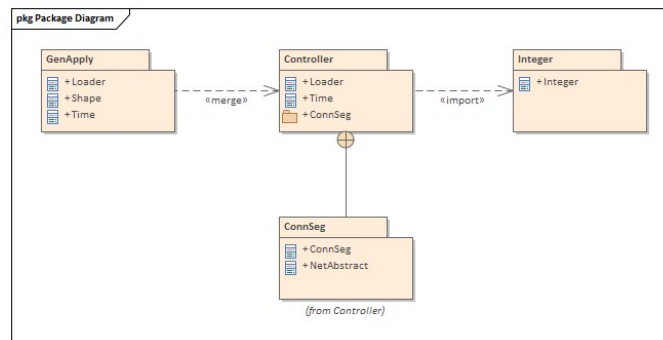 pkg Package Diagram
GenApply
+Loader
+Shape
+Time
«merge»
Controller
+Loader
+Time
+ConnSeg
«import»
Integer
+Integer
ConnSeg
+ConnSeg
+NetAbstract
(from Controller)